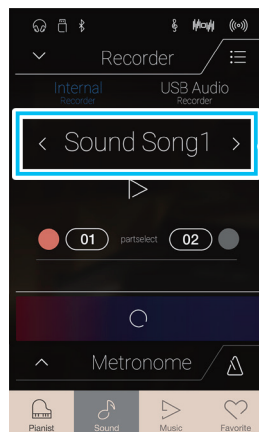 Recorder
Internal USB Audio
Recorder Recorder
< Sound Song1 >
01 partselect 02
Metronome
Pianist Sound Music Favorite